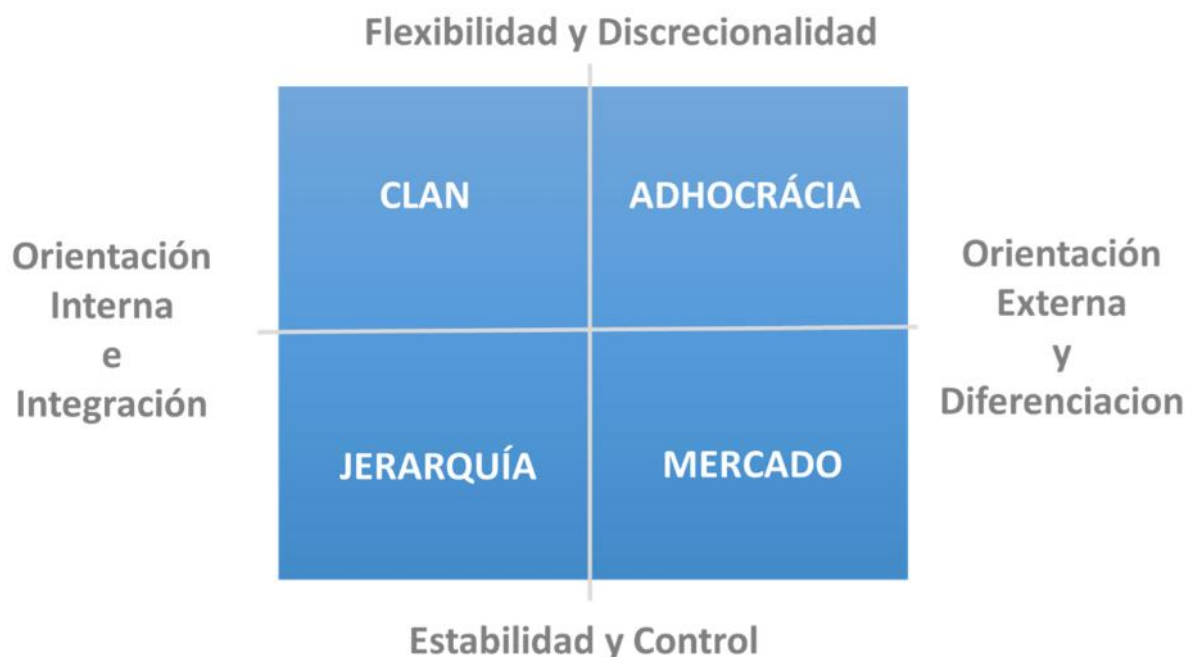 Flexibilidad y Discrecionalidad
CLAN
ADHOCRÁCIA
Orientación
Interna
e
Integración
Orientación
Externa
y
Diferenciacion
JERARQUÍA
MERCADO
Estabilidad y Control